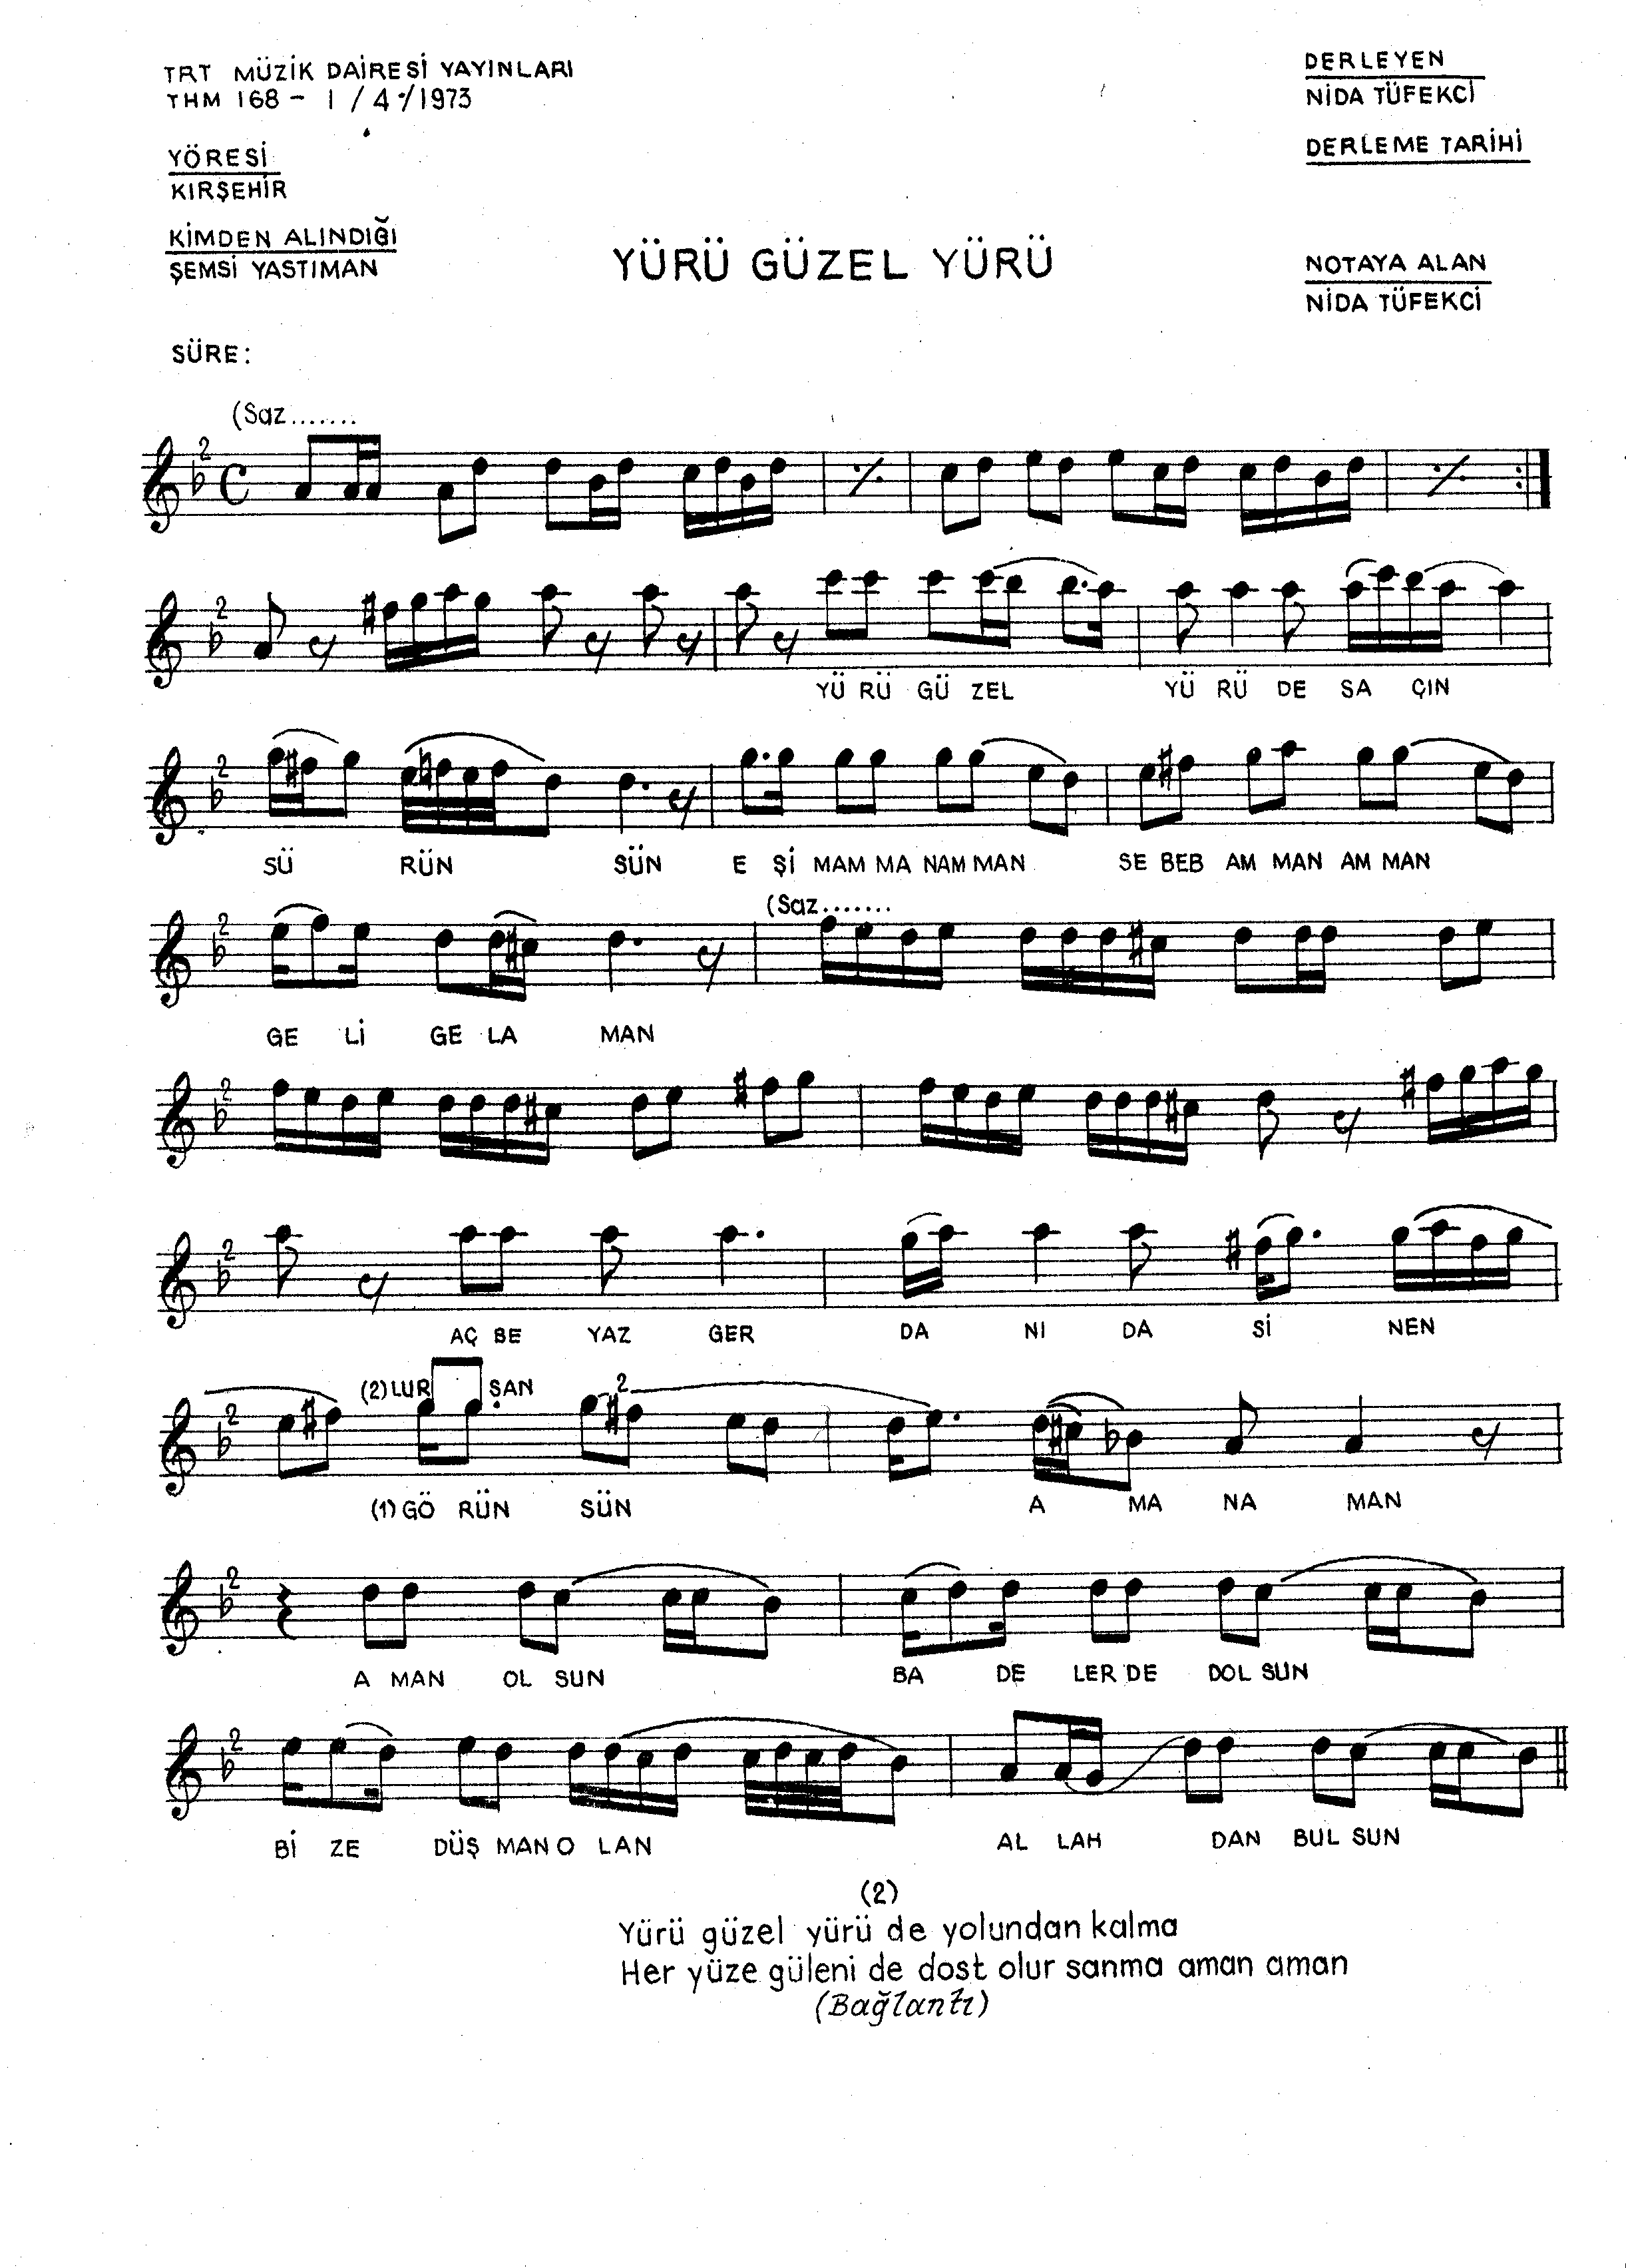 TRT MÜZİK DAİRESİ YAYINLARI
THM 168 - 1 / 4 / 1973
YÖRESİ
KIRŞEHİR
KİMDEN ALINDIĞI
ŞEMSİ YASTIMAN
SÜRE:
YÜRÜ GÜZEL YÜRÜ
DERLEYEN
NİDA TÜFEKCİ
DERLEME TARİHİ
NOTAYA ALAN
NİDA TÜFEKCİ
(Saz.......
YÜ RÜ GÜ ZEL YÜ RÜ DE SA ÇIN
SÜ RÜN SÜN E Şİ MAM MA NAM MAN SE BEB AM MAN AM MAN
(Saz.......
GE Lİ GE LA MAN
AÇ BE YAZ GER DA NI DA Sİ NEN
(2) LUR SAN
(1) GÖ RÜN SÜN A MA NA MAN
A MAN OL SUN BA DE LER DE DOL SUN
Bİ ZE DÜŞ MAN O LAN AL LAH DAN BUL SUN
(2)
Yürü güzel yürü de yolundan kalma
Her yüze güleni de dost olur sanma aman aman
(Bağlantı)